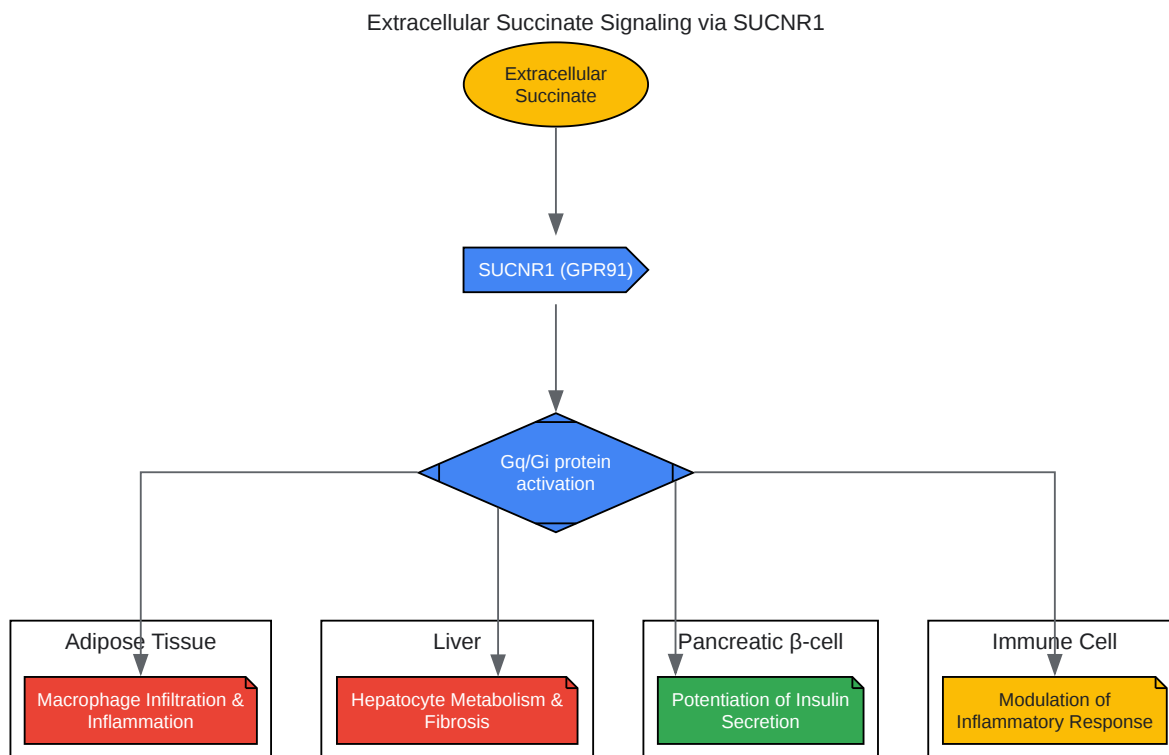 Extracellular Succinate Signaling via SUCNR1
Extracellular
Succinate
SUCNR1 (GPR91)
Gq/Gi protein
activation
Adipose Tissue
Macrophage Infiltration &
Inflammation
Liver
Hepatocyte Metabolism &
Fibrosis
Pancreatic β-cell
Potentiation of Insulin
Secretion
Immune Cell
Modulation of
Inflammatory Response